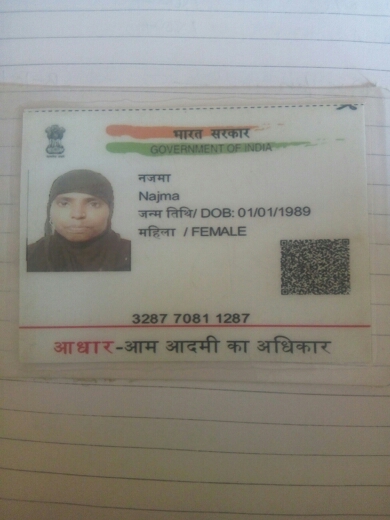 भारत सरकार
GOVERNMENT OF INDIA
नजमा
Najma
जन्म तिथि/ DOB: 01/01/1989
महिला / FEMALE
3287 7081 1287
आधार-आम आदमी का अधिकार